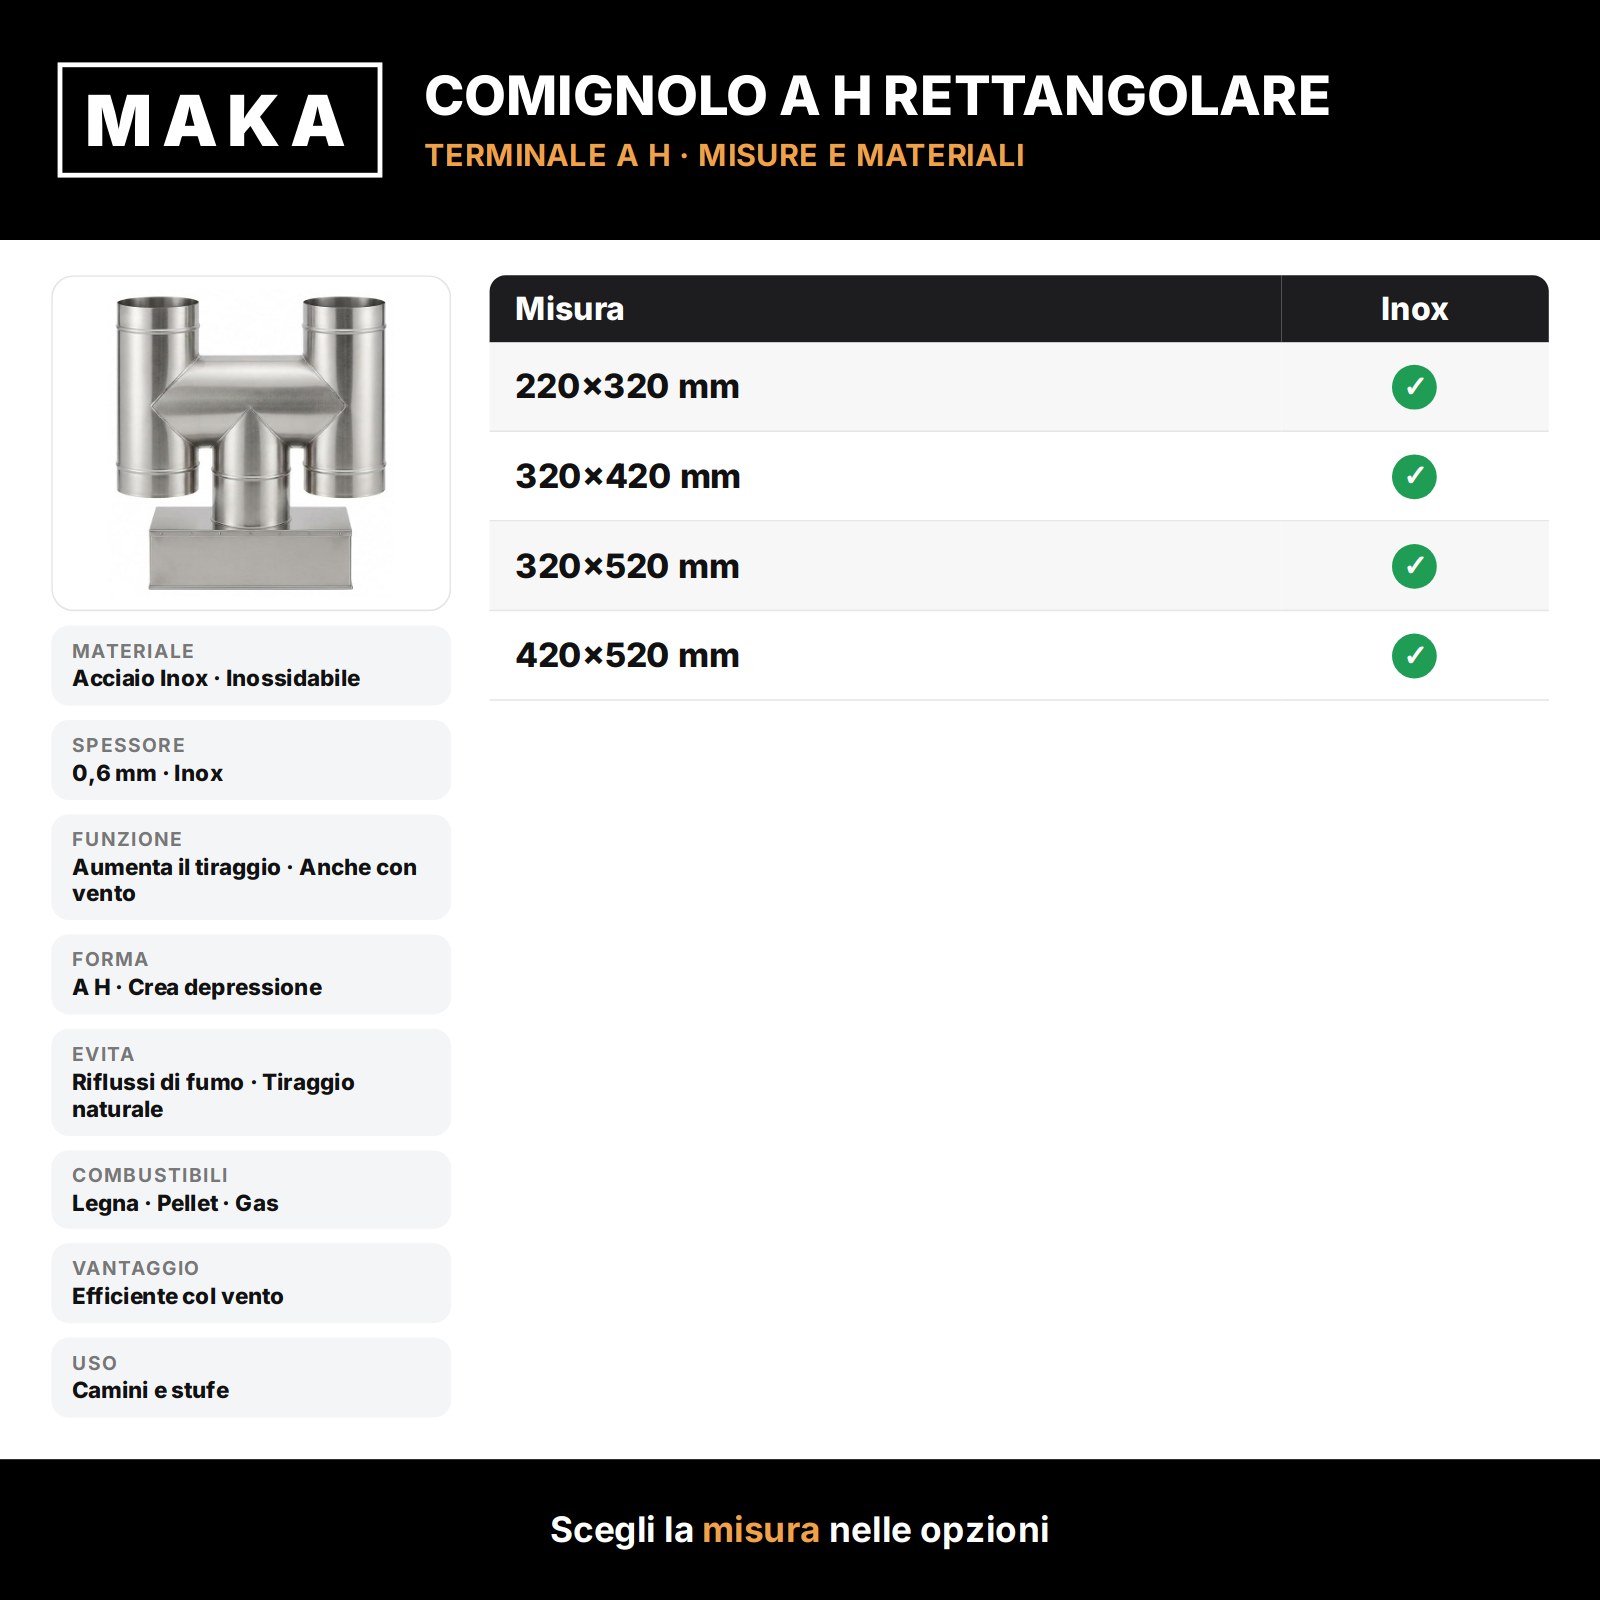 MAKA
COMIGNOLO A H RETTANGOLARE
TERMINALE A H · MISURE E MATERIALI
MATERIALE
Acciaio Inox · Inossidabile
SPESSORE
0,6 mm · Inox
FUNZIONE
Aumenta il tiraggio · Anche con
vento
FORMA
A H · Crea depressione
EVITA
Riflussi di fumo · Tiraggio
naturale
COMBUSTIBILI
Legna · Pellet · Gas
VANTAGGIO
Efficiente col vento
USO
Camini e stufe
Misura Inox
220×320 mm ✓
320×420 mm ✓
320×520 mm ✓
420×520 mm ✓
Scegli la misura nelle opzioni